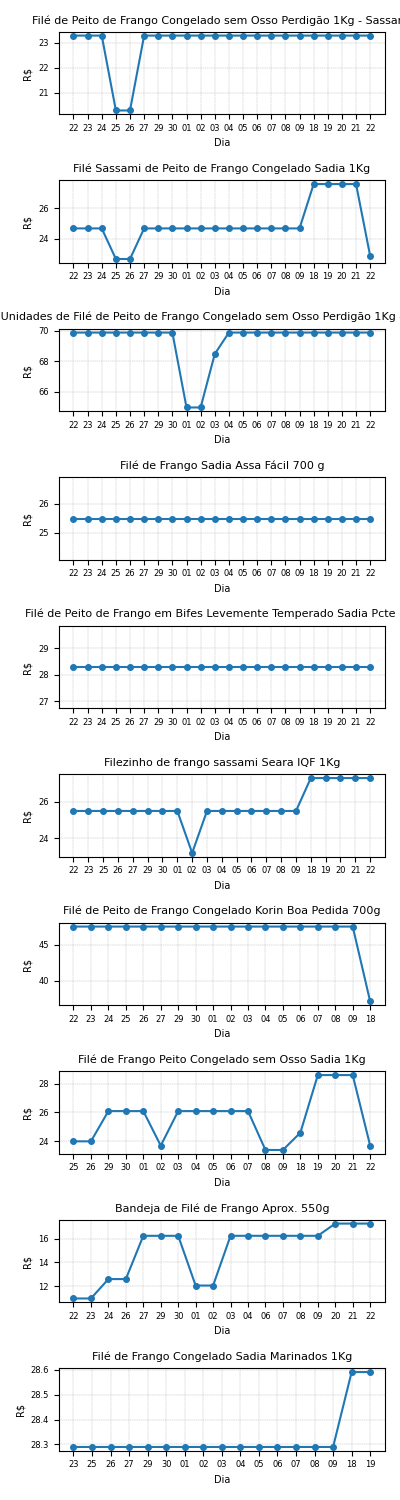 Filé de Peito de Frango Congelado sem Osso Perdigão 1Kg - Sassar
23
22
21
R$
22 23 24 25 26 27 29 30 01 02 03 04 05 06 07 08 09 18 19 20 21 22
Dia
Filé Sassami de Peito de Frango Congelado Sadia 1Kg
26
24
R$
22 23 24 25 26 27 29 30 01 02 03 04 05 06 07 08 09 18 19 20 21 22
Dia
Unidades de Filé de Peito de Frango Congelado sem Osso Perdigão 1Kg
70
68
66
R$
22 23 24 25 26 27 29 30 01 02 03 04 05 06 07 08 09 18 19 20 21 22
Dia
Filé de Frango Sadia Assa Fácil 700 g
26
25
R$
22 23 24 25 26 27 29 30 01 02 03 04 05 06 07 08 09 18 19 20 21 22
Dia
Filé de Peito de Frango em Bifes Levemente Temperado Sadia Pcte
29
28
27
R$
22 23 24 25 26 27 29 30 01 02 03 04 05 06 07 08 09 18 19 20 21 22
Dia
Filezinho de frango sassami Seara IQF 1Kg
26
24
R$
22 23 25 26 27 29 30 01 02 03 04 05 06 07 08 09 18 19 20 21 22
Dia
Filé de Peito de Frango Congelado Korin Boa Pedida 700g
45
40
R$
22 23 24 25 26 27 29 30 01 02 03 04 05 06 07 08 09 18
Dia
Filé de Frango Peito Congelado sem Osso Sadia 1Kg
28
26
24
R$
25 26 29 30 01 02 03 04 05 06 07 08 09 18 19 20 21 22
Dia
Bandeja de Filé de Frango Aprox. 550g
16
14
12
R$
22 23 24 26 27 29 30 01 02 03 04 06 07 08 09 20 21 22
Dia
Filé de Frango Congelado Sadia Marinados 1Kg
28.6
28.5
28.4
28.3
R$
23 25 26 27 29 30 01 02 03 04 05 06 07 08 09 18 19
Dia